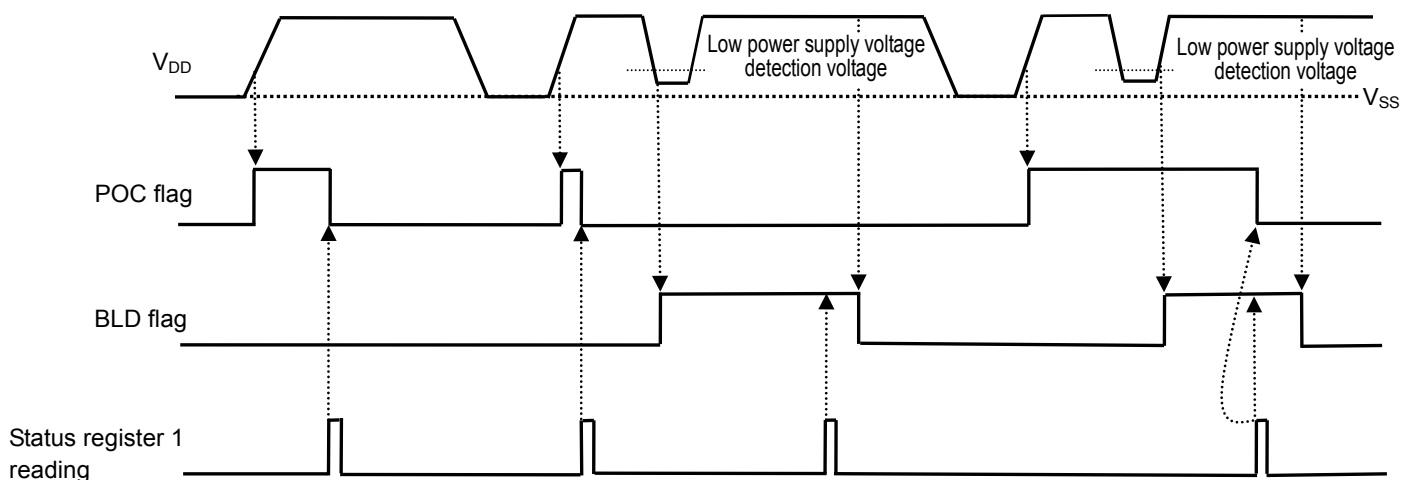 Low power supply voltage
detection voltage
Low power supply voltage
detection voltage
VDD
VSS
POC flag
BLD flag
Status register 1
reading